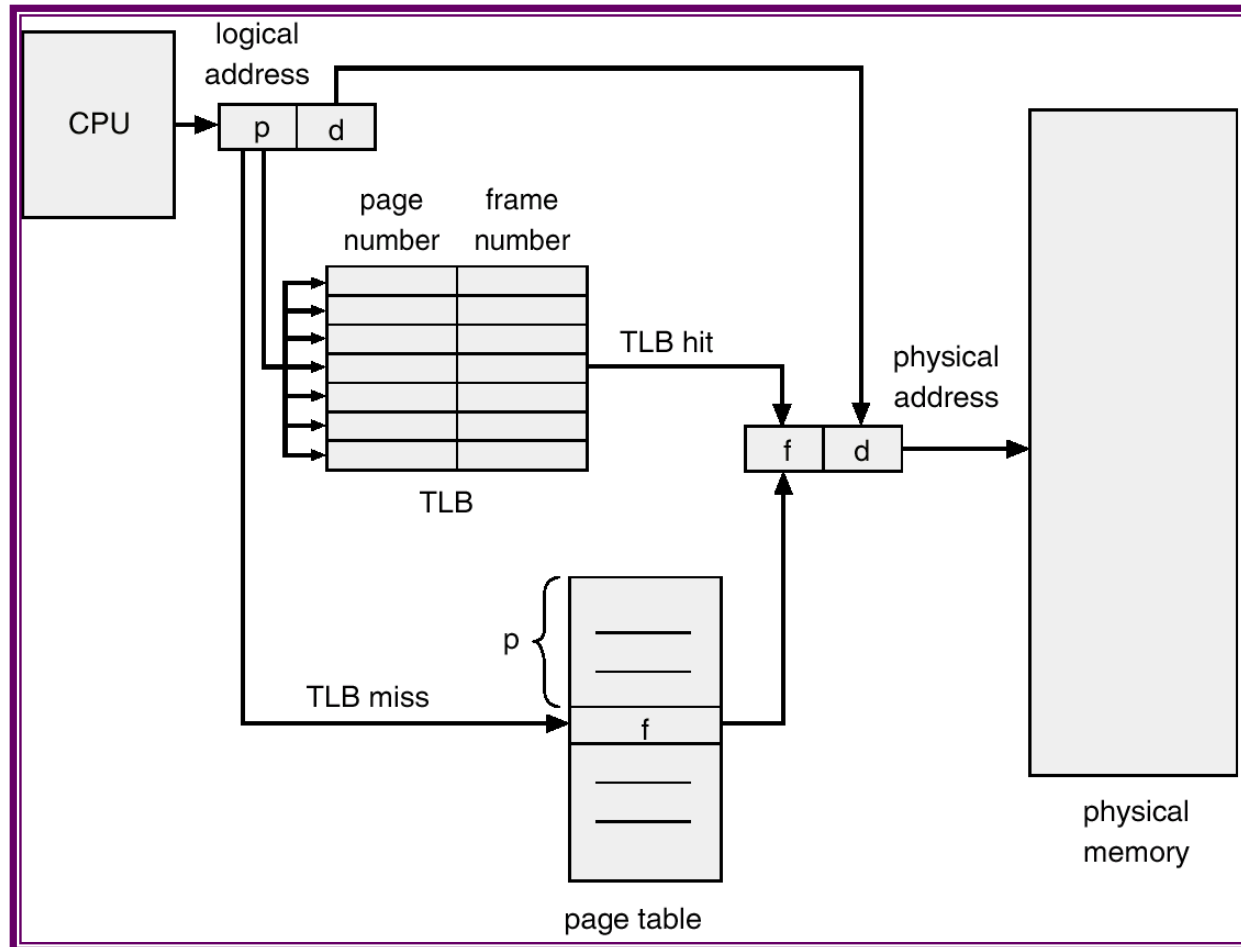 logical
address
CPU
p
d
page
number
frame
number
TLB hit
physical
address
f
d
TLB
p
TLB miss
f
physical
memory
page table